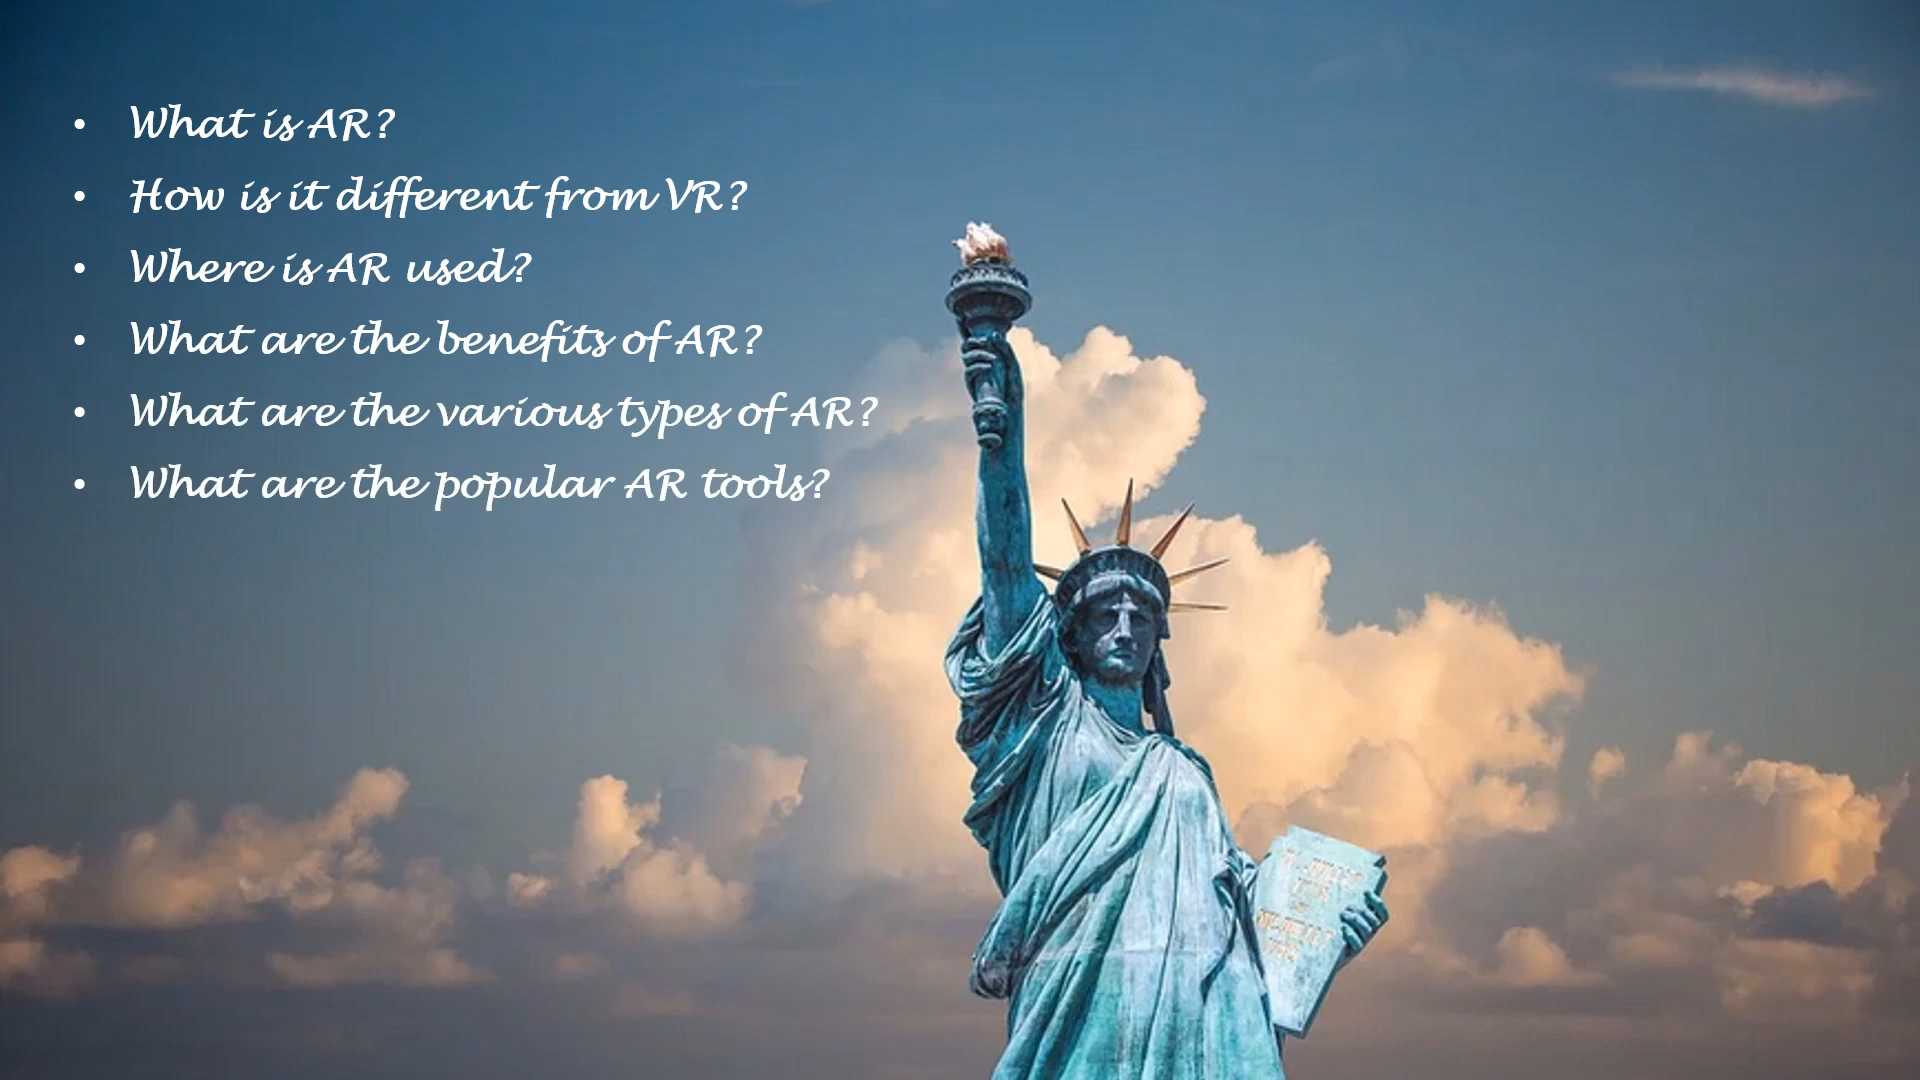 • What is AR?
• How is it different from VR?
• Where is AR used?
• What are the benefits of AR?
• What are the various types of AR?
• What are the popular AR tools?